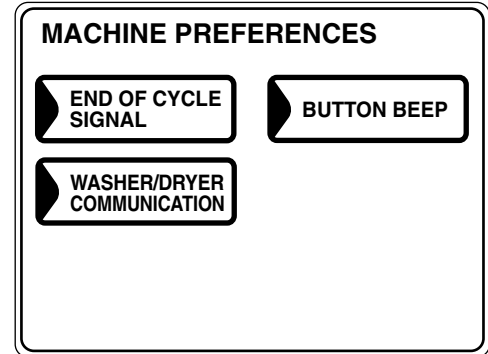 MACHINE PREFERENCES
END OF CYCLE
SIGNAL
BUTTON BEEP
WASHER/DRYER
COMMUNICATION